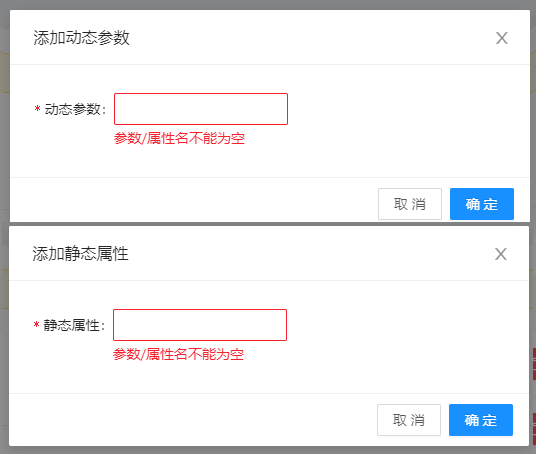 添加动态参数
* 动态参数:
参数/属性名不能为空
取 消 确 定
添加静态属性
* 静态属性:
参数/属性名不能为空
取 消 确 定